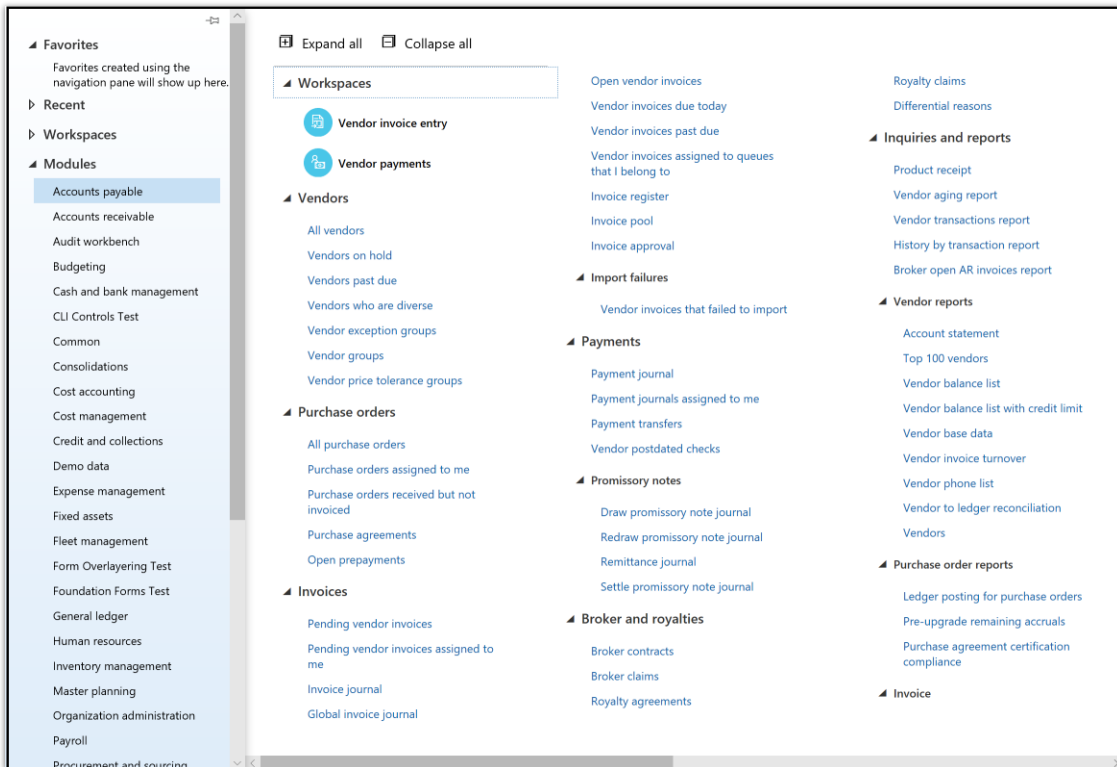 Favorites
Favorites created using the
navigation pane will show up here.
Recent
Workspaces
Modules
Accounts payable
Accounts receivable
Audit workbench
Budgeting
Cash and bank management
CLI Controls Test
Common
Consolidations
Cost accounting
Cost management
Credit and collections
Demo data
Expense management
Fixed assets
Fleet management
Form Overlayering Test
Foundation Forms Test
General ledger
Human resources
Inventory management
Master planning
Organization administration
Payroll
Procurement and sourcing
Expand all Collapse all
Workspaces
Vendor invoice entry
Vendor payments
Vendors
All vendors
Vendors on hold
Vendors past due
Vendors who are diverse
Vendor exception groups
Vendor groups
Vendor price tolerance groups
Purchase orders
All purchase orders
Purchase orders assigned to me
Purchase orders received but not
invoiced
Purchase agreements
Open prepayments
Invoices
Pending vendor invoices
Pending vendor invoices assigned to
me
Invoice journal
Global invoice journal
Open vendor invoices
Vendor invoices due today
Vendor invoices past due
Vendor invoices assigned to queues
that I belong to
Invoice register
Invoice pool
Invoice approval
Import failures
Vendor invoices that failed to import
Payments
Payment journal
Payment journals assigned to me
Payment transfers
Vendor postdated checks
Promissory notes
Draw promissory note journal
Redraw promissory note journal
Remittance journal
Settle promissory note journal
Broker and royalties
Broker contracts
Broker claims
Royalty agreements
Royalty claims
Differential reasons
Inquiries and reports
Product receipt
Vendor aging report
Vendor transactions report
History by transaction report
Broker open AR invoices report
Vendor reports
Account statement
Top 100 vendors
Vendor balance list
Vendor balance list with credit limit
Vendor base data
Vendor invoice turnover
Vendor phone list
Vendor to ledger reconciliation
Vendors
Purchase order reports
Ledger posting for purchase orders
Pre-upgrade remaining accruals
Purchase agreement certification
compliance
Invoice